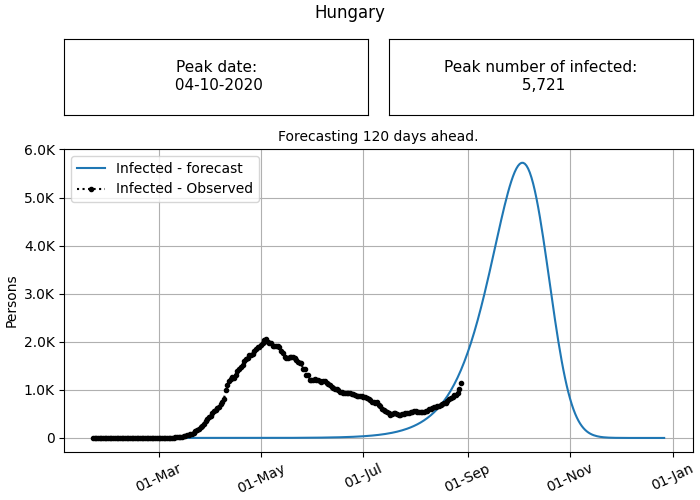 Hungary
Peak date:
04-10-2020
Peak number of infected:
5,721
Forecasting 120 days ahead.
Infected - forecast
Infected - Observed
Persons
6.0K
5.0K
4.0K
3.0K
2.0K
1.0K
0
01-Mar
01-May
01-Jul
01-Sep
01-Nov
01-Jan